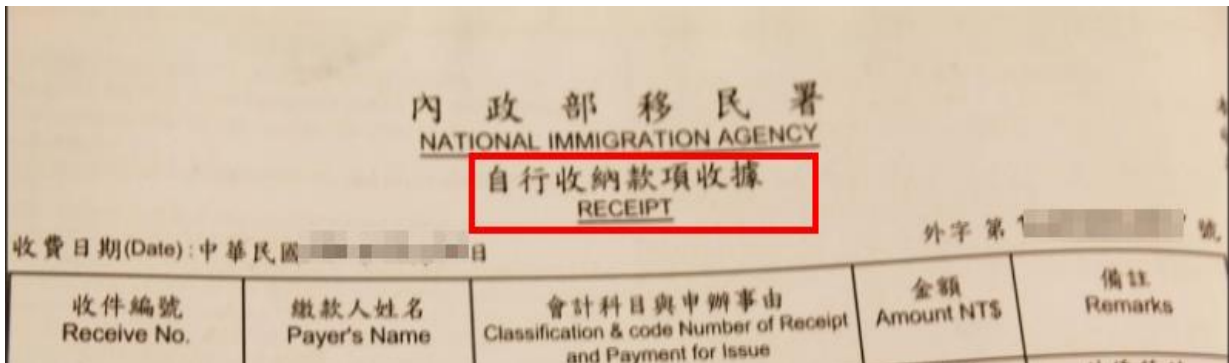 內政部移民署
NATIONAL IMMIGRATION AGENCY
自行收納款項收據
RECEIPT
外字第 號
收費日期(Date):中華民國 日
收件編號 繳款人姓名 會計科目與申辦事由 金額 備註
Receive No. Payer's Name Classification & code Number of Receipt Amount NT$ Remarks
and Payment for Issue